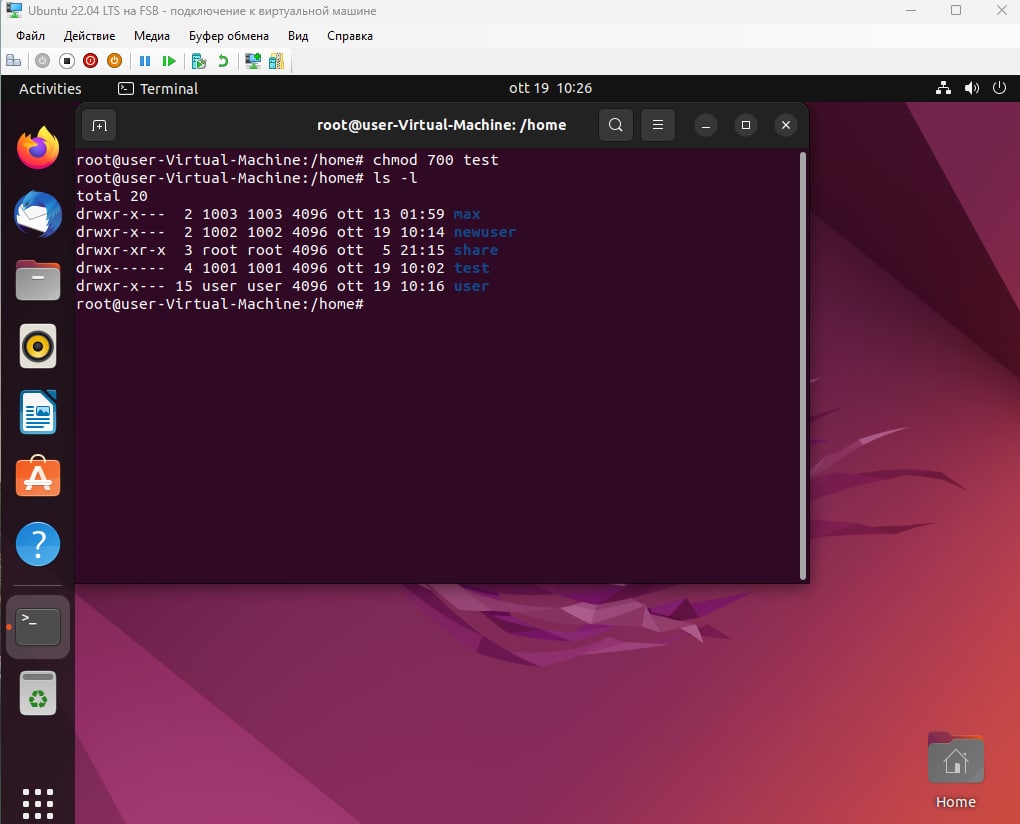 Ubuntu 22.04 LTS на FSB - подключение к виртуальной машине
Файл Действие Медиа Буфер обмена Вид Справка
Activities Terminal ott 19 10:26
root@user-Virtual-Machine: /home
root@user-Virtual-Machine:/home# chmod 700 test
root@user-Virtual-Machine:/home# ls -l
total 20
drwxr-x---  2 1003 1003 4096 ott 13 01:59 max
drwxr-x---  2 1002 1002 4096 ott 19 10:14 newuser
drwxr-xr-x  3 root root 4096 ott  5 21:15 share
drwx------  4 1001 1001 4096 ott 19 10:02 test
drwxr-x--- 15 user user 4096 ott 19 10:16 user
root@user-Virtual-Machine:/home#
Home